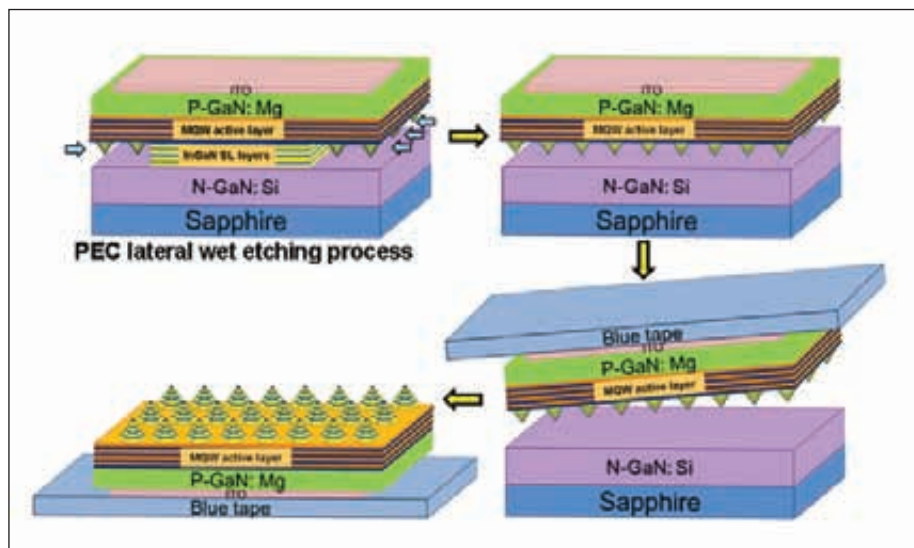 ITO
P-GaN: Mg
MQW active layer
InGaN SL layers
N-GaN: Si
Sapphire
PEC lateral wet etching process
ITO
P-GaN: Mg
MQW active layer
N-GaN: Si
Sapphire
Blue tape
ITO
P-GaN: Mg
MQW active layer
N-GaN: Si
Sapphire
MQW active layer
P-GaN: Mg
ITO
Blue tape